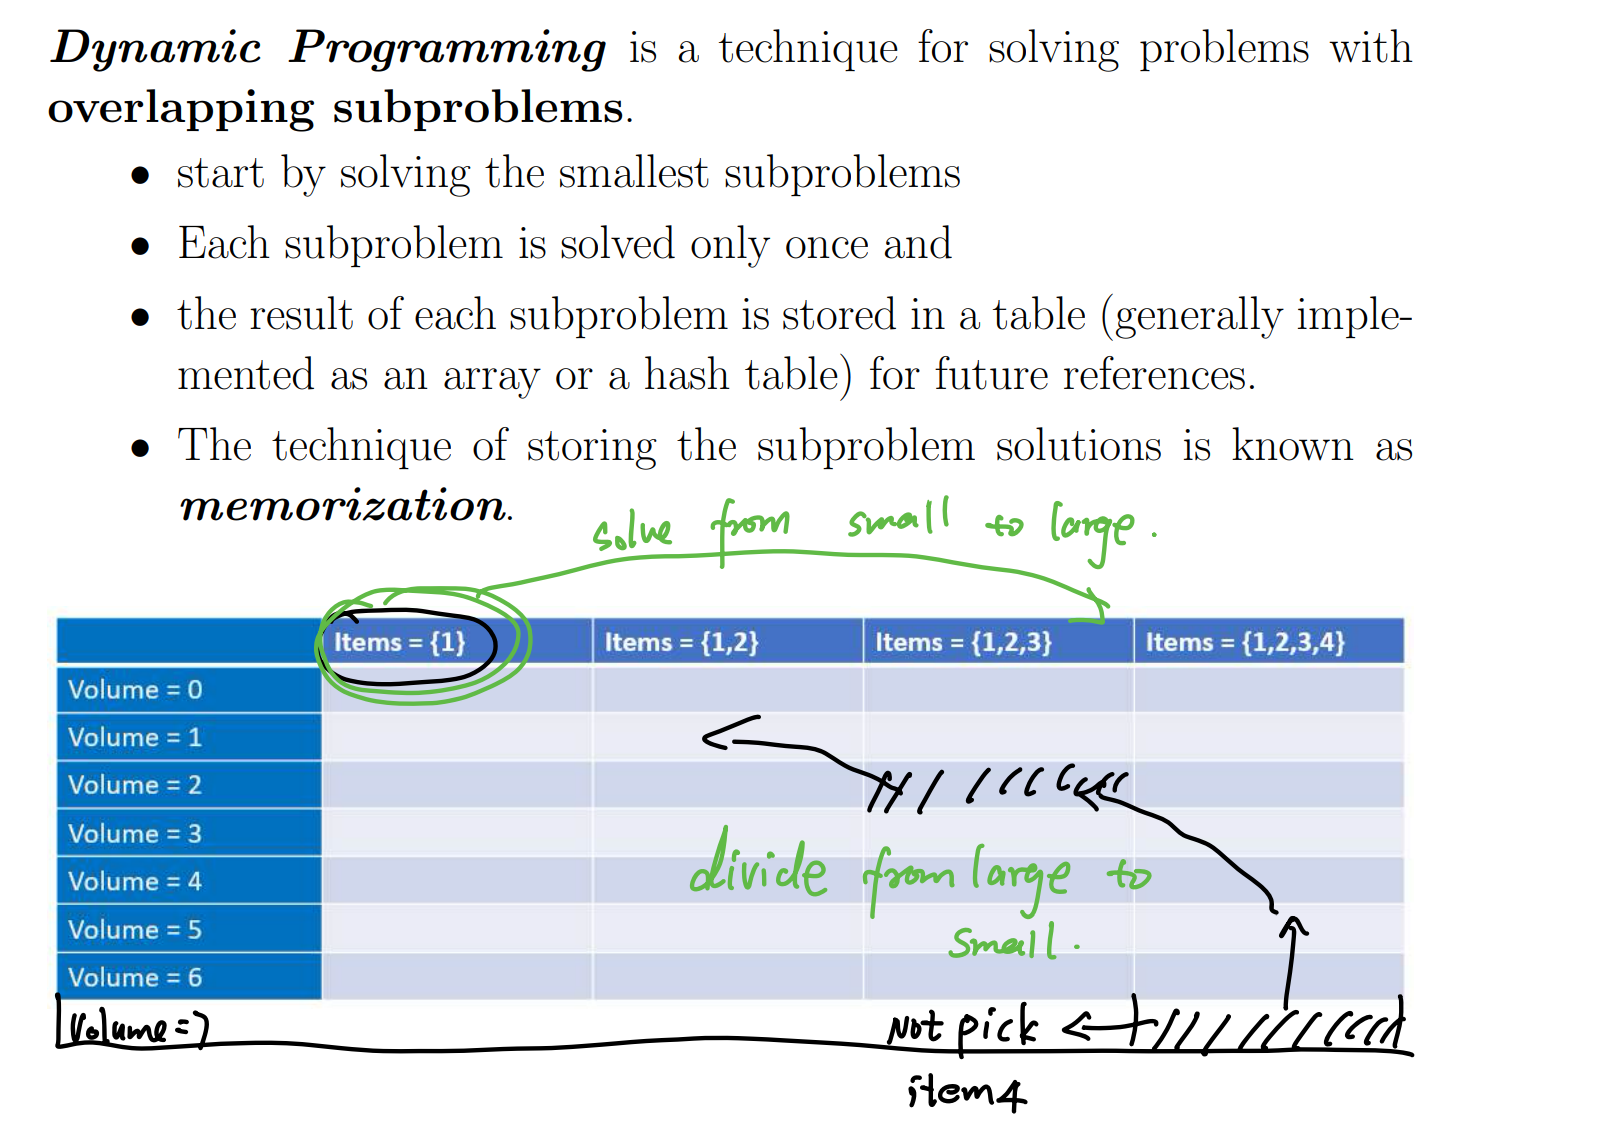 Dynamic Programming is a technique for solving problems with
overlapping subproblems.
• start by solving the smallest subproblems
• Each subproblem is solved only once and
• the result of each subproblem is stored in a table (generally imple-
mented as an array or a hash table) for future references.
• The technique of storing the subproblem solutions is known as
memorization.
solve from small to large.
Items = {1} Items = {1,2} Items = {1,2,3} Items = {1,2,3,4}
Volume = 0
Volume = 1
Volume = 2
Volume = 3
Volume = 4
divide from large to
Volume = 5
small.
Volume = 6
Volume = 7 Not pick
item 4